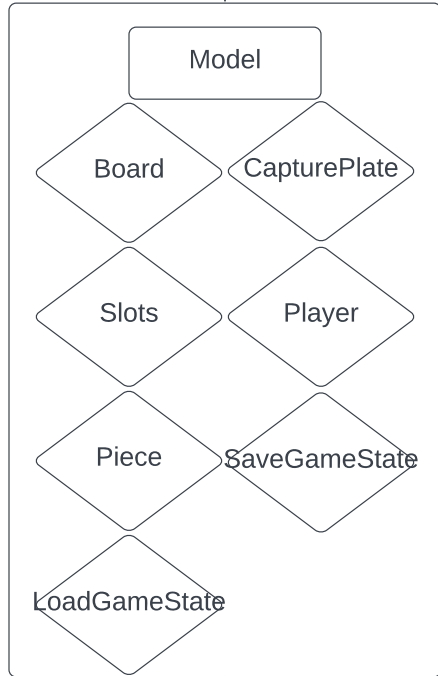 Model
Board
CapturePlate
Slots
Player
Piece
SaveGameState
LoadGameState